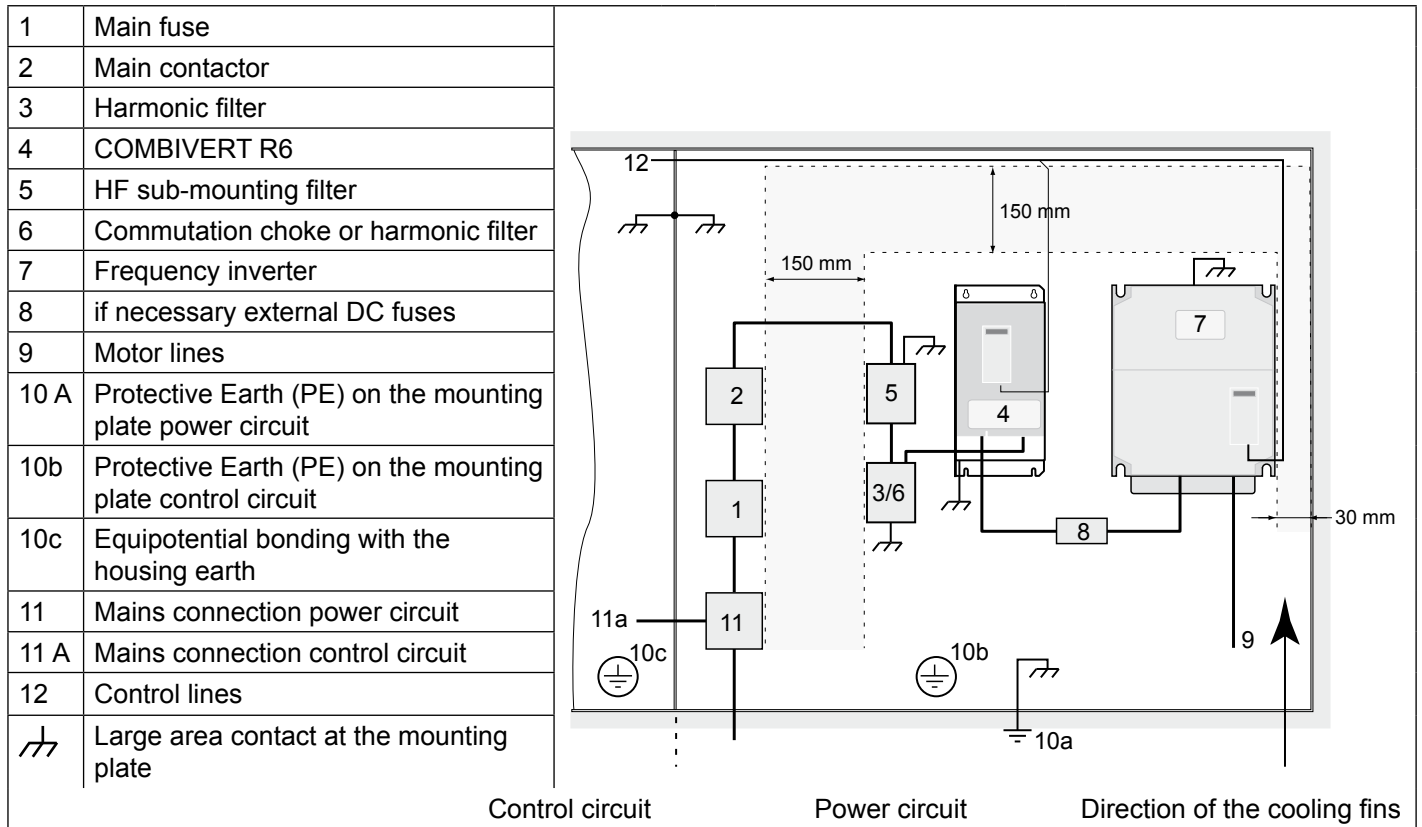 1 Main fuse
2 Main contactor
3 Harmonic filter
4 COMBIVERT R6
5 HF sub-mounting filter
6 Commutation choke or harmonic filter
7 Frequency inverter
8 if necessary external DC fuses
9 Motor lines
10 A Protective Earth (PE) on the mounting
plate power circuit
10b Protective Earth (PE) on the mounting
plate control circuit
10c Equipotential bonding with the
housing earth
11 Mains connection power circuit
11 A Mains connection control circuit
12 Control lines
Large area contact at the mounting
plate
12
150 mm
150 mm
7
2
5
4
1
3/6
8
30 mm
11a
11
9
10c
10b
10a
Control circuit
Power circuit
Direction of the cooling fins